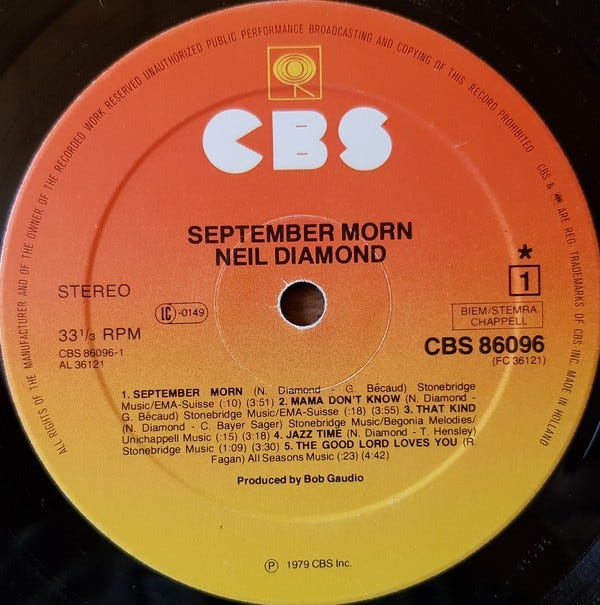 ALL RIGHTS OF THE MANUFACTURER AND OF THE OWNER OF THE RECORDED WORK RESERVED UNAUTHORIZED PUBLIC PERFORMANCE BROADCASTING AND COPYING OF THIS RECORD PROHIBITED CBS & ARE REG. TRADEMARKS OF CBS INC. MADE IN HOLLAND
CBS
SEPTEMBER MORN
NEIL DIAMOND
STEREO
LC -0149
*
1
33 1/3 RPM
BIEM/STEMRA
CHAPPELL
CBS 86096-1
AL 36121
CBS 86096
(FC 36121)
1. SEPTEMBER MORN (N. Diamond - G. Bécaud) Stonebridge
Music/EMA-Suisse (:10) (3:51) 2. MAMA DON'T KNOW (N. Diamond -
G. Bécaud) Stonebridge Music/EMA-Suisse (:18) (3:55) 3. THAT KIND
(N. Diamond - C. Bayer Sager) Stonebridge Music/Begonia Melodies/
Unichappell Music (:15) (3:18) 4. JAZZ TIME (N. Diamond - T. Hensley)
Stonebridge Music (1:09) (3:30) 5. THE GOOD LORD LOVES YOU (R.
Fagan) All Seasons Music (:23) (4:42)
Produced by Bob Gaudio
Ⓟ 1979 CBS Inc.